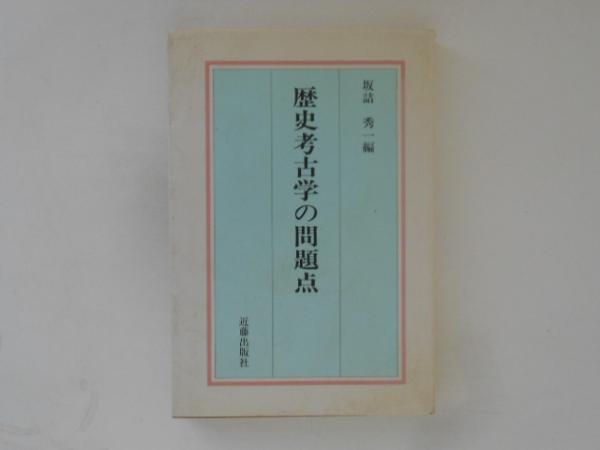 坂詰 秀一編
歴史考古学の問題点
近藤出版社